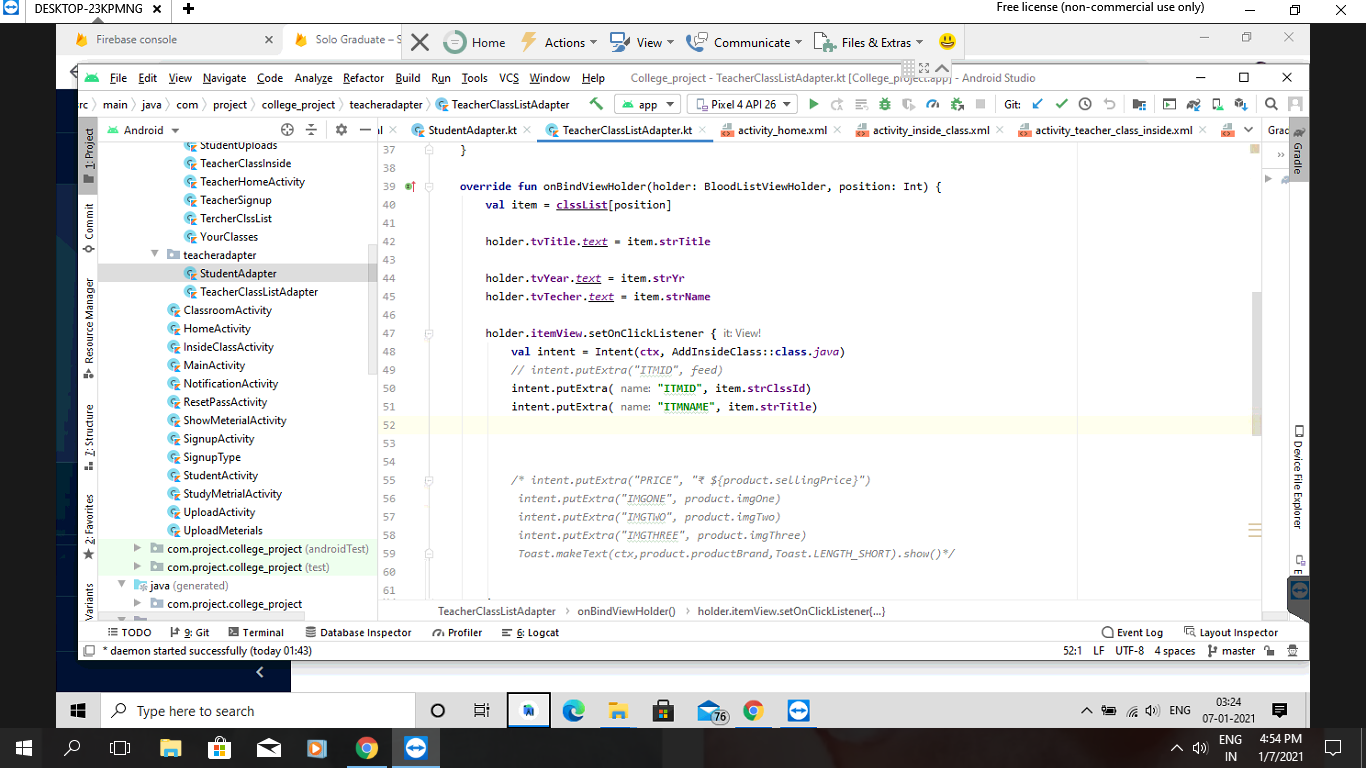 DESKTOP-23KPMNG
Free license (non-commercial use only)
Firebase console
Solo Graduate – S
Home
Actions
View
Communicate
Files & Extras
File Edit View Navigate Code Analyze Refactor Build Run Tools VCS Window Help
College_project - TeacherClassListAdapter.kt [College_project.app] - Android Studio
rc main java com project college_project teacheradapter TeacherClassListAdapter
app
Pixel 4 API 26
Git:
Android
StudentAdapter.kt
TeacherClassListAdapter.kt
activity_home.xml
activity_inside_class.xml
activity_teacher_class_inside.xml
Grac
1: Project
Commit
Resource Manager
7: Structure
2: Favorites
Variants
StudentUploads
TeacherClassInside
TeacherHomeActivity
TeacherSignup
TercherClssList
YourClasses
teacheradapter
StudentAdapter
TeacherClassListAdapter
ClassroomActivity
HomeActivity
InsideClassActivity
MainActivity
NotificationActivity
ResetPassActivity
ShowMeterialActivity
SignupActivity
SignupType
StudentActivity
StudyMetrialActivity
UploadActivity
UploadMeterials
com.project.college_project (androidTest)
com.project.college_project (test)
java (generated)
com.project.college_project
37 }
38
39 override fun onBindViewHolder(holder: BloodListViewHolder, position: Int) {
40 val item = clssList[position]
41
42 holder.tvTitle.text = item.strTitle
43
44 holder.tvYear.text = item.strYr
45 holder.tvTecher.text = item.strName
46
47 holder.itemView.setOnClickListener { it: View!
48 val intent = Intent(ctx, AddInsideClass::class.java)
49 // intent.putExtra("ITMID", feed)
50 intent.putExtra( name: "ITMID", item.strClssId)
51 intent.putExtra( name: "ITMNAME", item.strTitle)
52
53
54
55 /* intent.putExtra("PRICE", "₹ ${product.sellingPrice}")
56 intent.putExtra("IMGONE", product.imgOne)
57 intent.putExtra("IMGTWO", product.imgTwo)
58 intent.putExtra("IMGTHREE", product.imgThree)
59 Toast.makeText(ctx,product.productBrand,Toast.LENGTH_SHORT).show()*/
60
61
Gradle
Device File Explorer
TeacherClassListAdapter onBindViewHolder() holder.itemView.setOnClickListener{...}
TODO 9: Git Terminal Database Inspector Profiler 6: Logcat Event Log Layout Inspector
* daemon started successfully (today 01:43)
52:1 LF UTF-8 4 spaces master
Type here to search
76
ENG
03:24
07-01-2021
ENG
IN
4:54 PM
1/7/2021